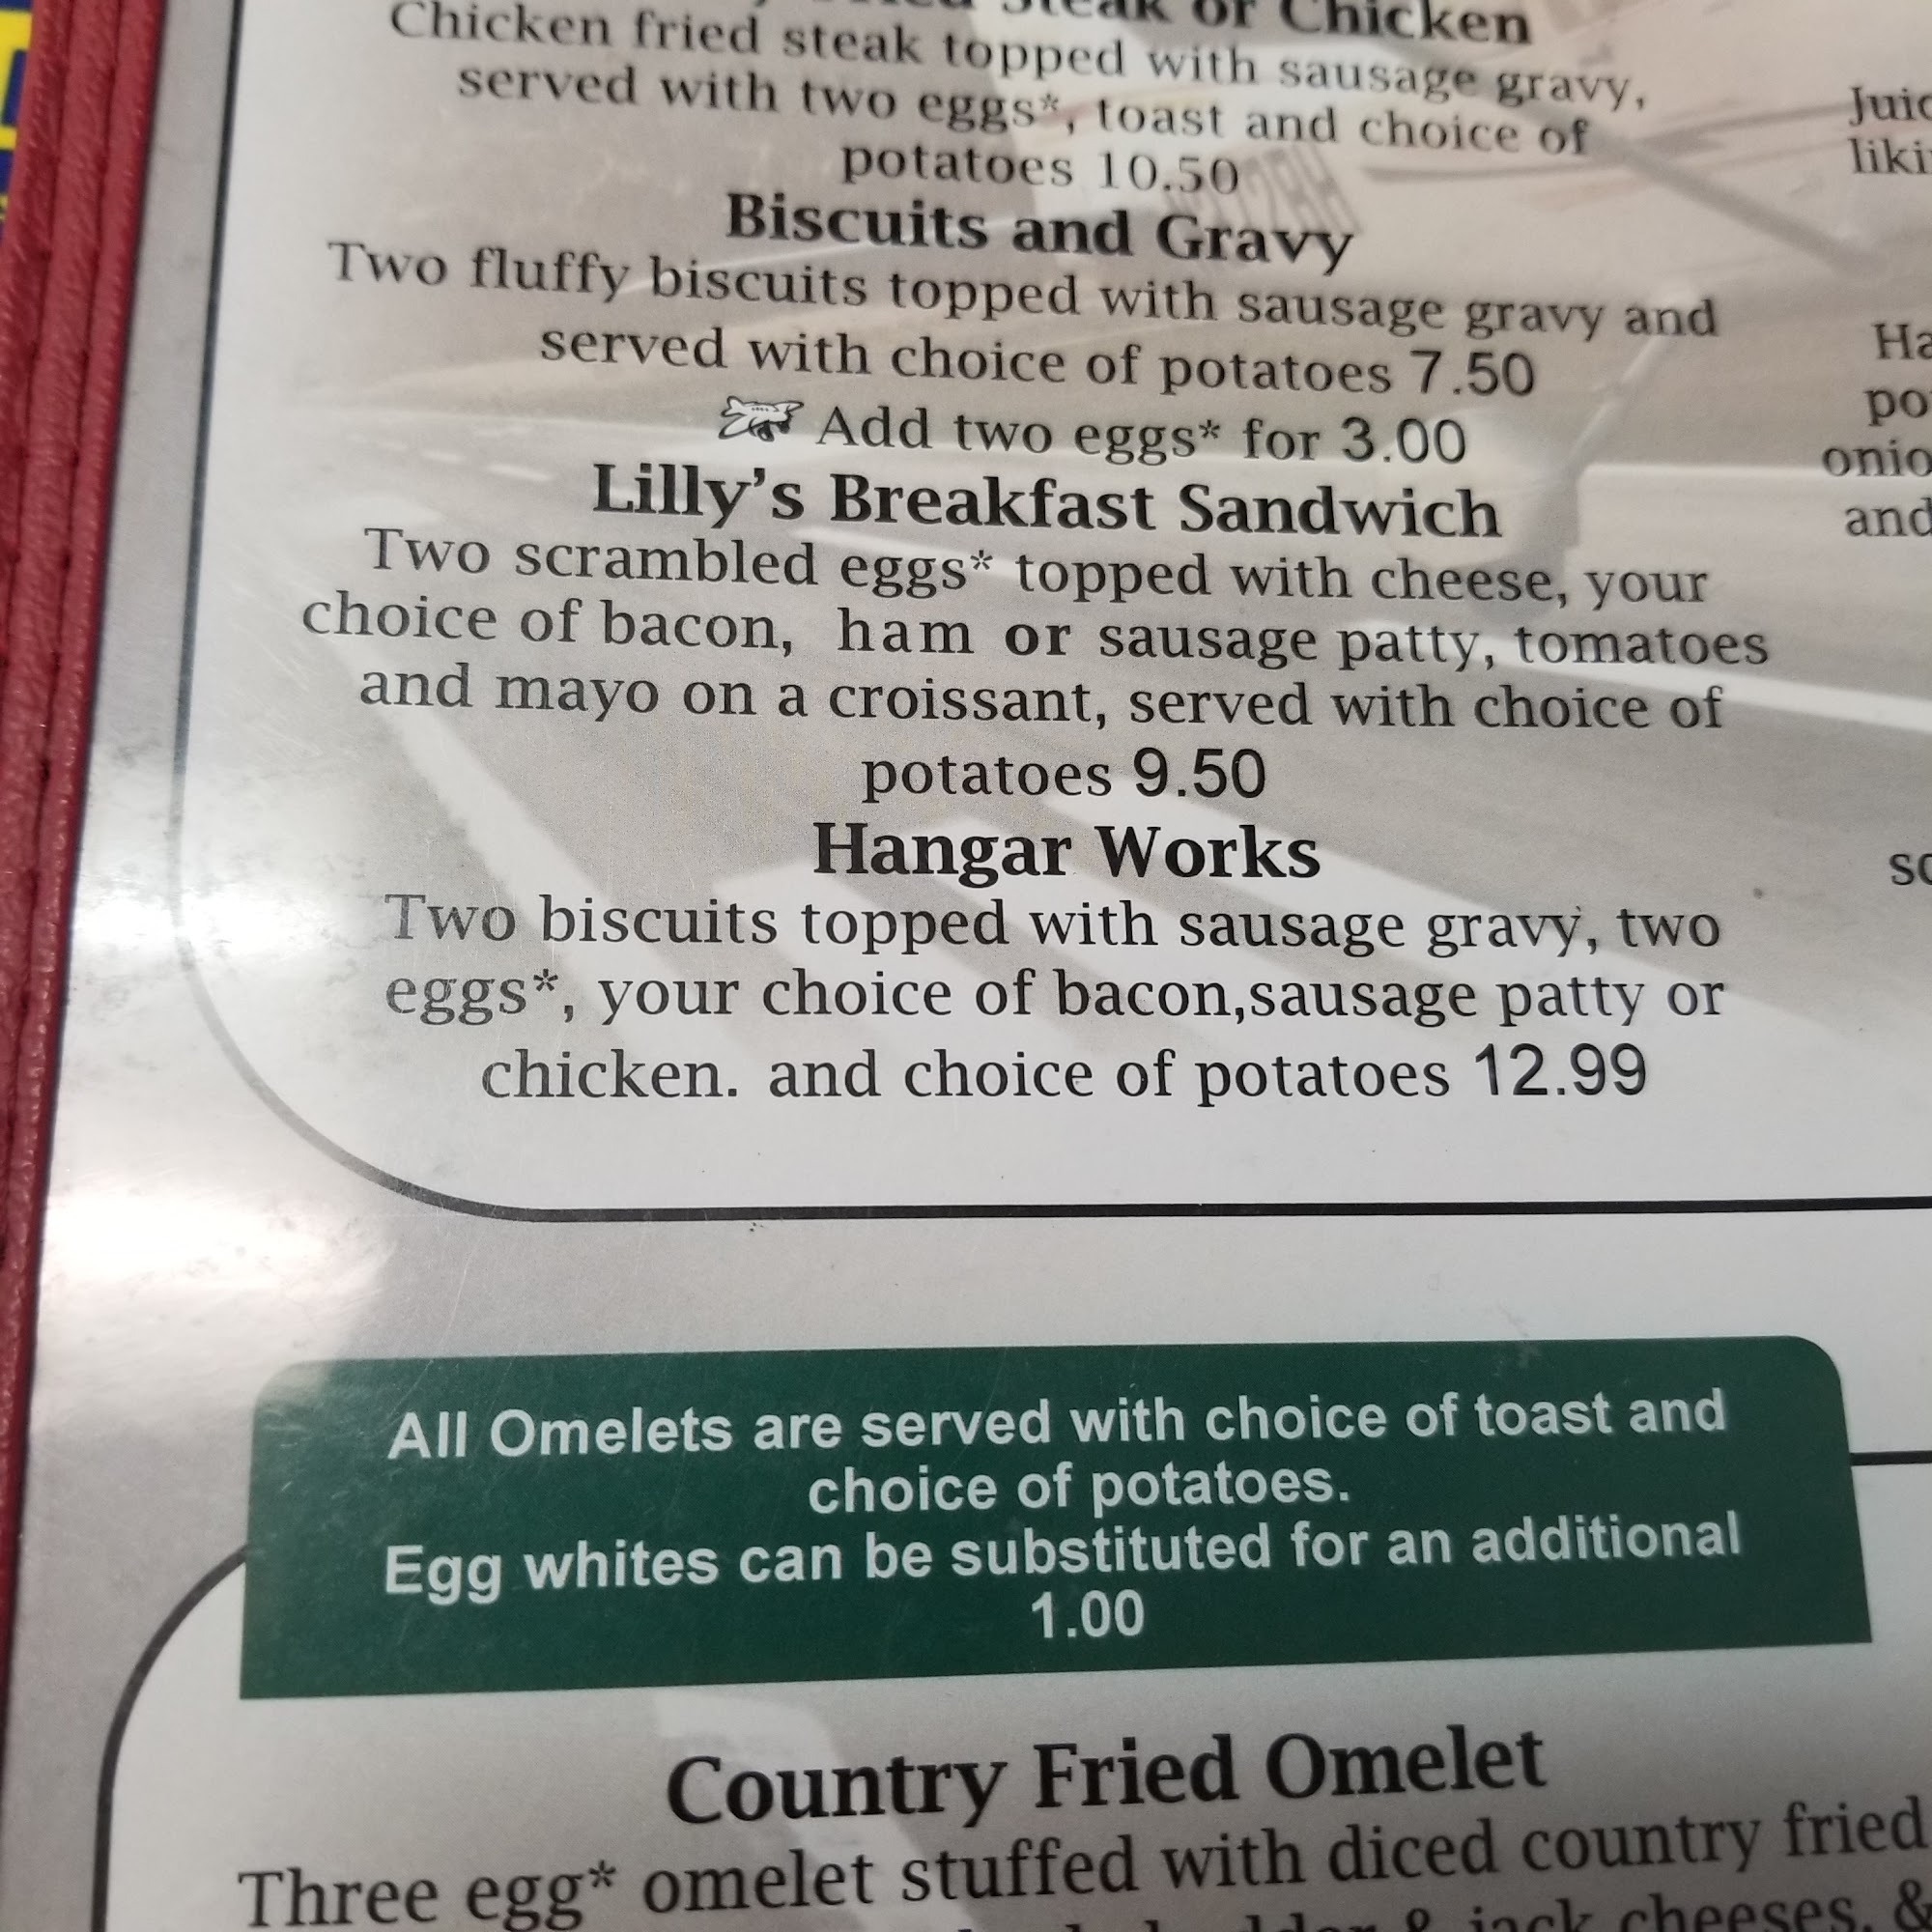 Steak or Chicken
Chicken fried steak topped with sausage gravy,
served with two eggs*, toast and choice of
potatoes 10.50
Biscuits and Gravy
Two fluffy biscuits topped with sausage gravy and
served with choice of potatoes 7.50
Add two eggs* for 3.00
Lilly's Breakfast Sandwich
Two scrambled eggs* topped with cheese, your
choice of bacon, ham or sausage patty, tomatoes
and mayo on a croissant, served with choice of
potatoes 9.50
Hangar Works
Two biscuits topped with sausage gravy, two
eggs*, your choice of bacon,sausage patty or
chicken. and choice of potatoes 12.99
All Omelets are served with choice of toast and
choice of potatoes.
Egg whites can be substituted for an additional
1.00
Country Fried Omelet
Three egg* omelet stuffed with diced country fried
& jack cheeses, &
and